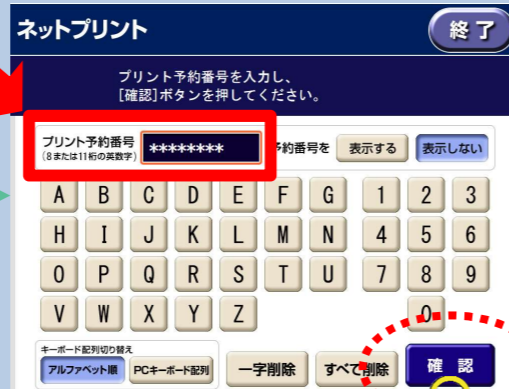 ネットプリント
終了
プリント予約番号を入力し、
[確認]ボタンを押してください。
プリント予約番号
(8または11桁の英数字)
********
予約番号を
表示する
表示しない
A B C D E F G 1 2 3
H I J K L M N 4 5 6
O P Q R S T U 7 8 9
V W X Y Z 0
キーボード配列切り替え
アルファベット順
PCキーボード配列
一字削除
すべて削除
確認